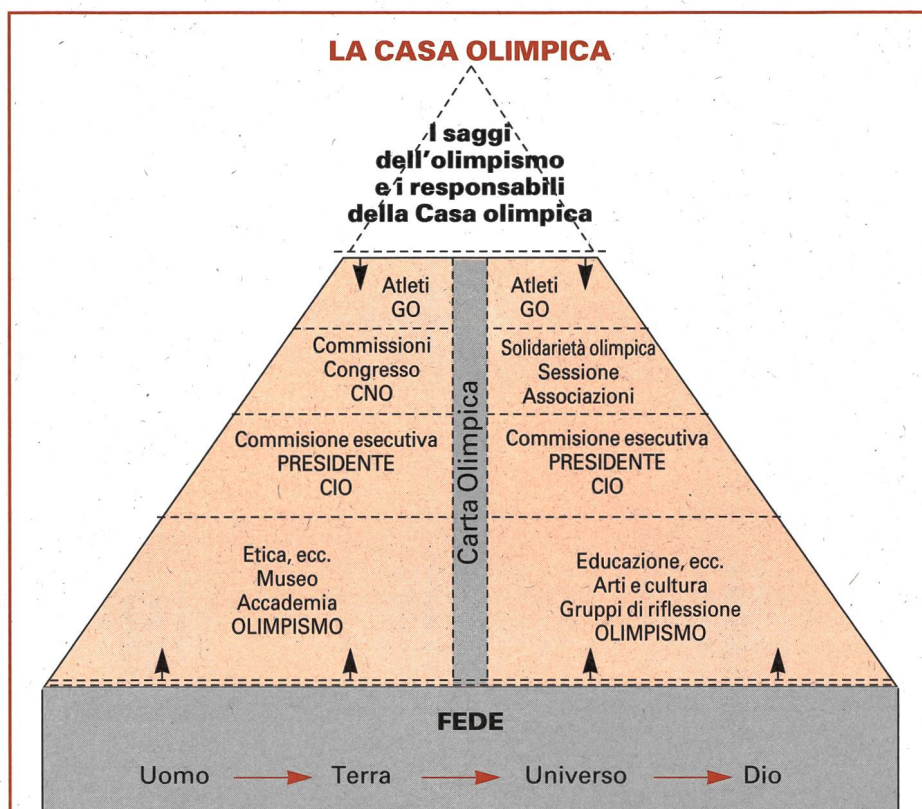 LA CASA OLIMPICA
I saggi
dell'olimpismo
e i responsabili
della Casa olimpica
Atleti
GO
Atleti
GO
Commissioni
Congresso
CNO
Solidarietà olimpica
Sessione
Associazioni
Commisione esecutiva
PRESIDENTE
CIO
Commisione esecutiva
PRESIDENTE
CIO
Carta Olimpica
Etica, ecc.
Museo
Accademia
OLIMPISMO
Educazione, ecc.
Arti e cultura
Gruppi di riflessione
OLIMPISMO
FEDE
Uomo Terra Universo Dio